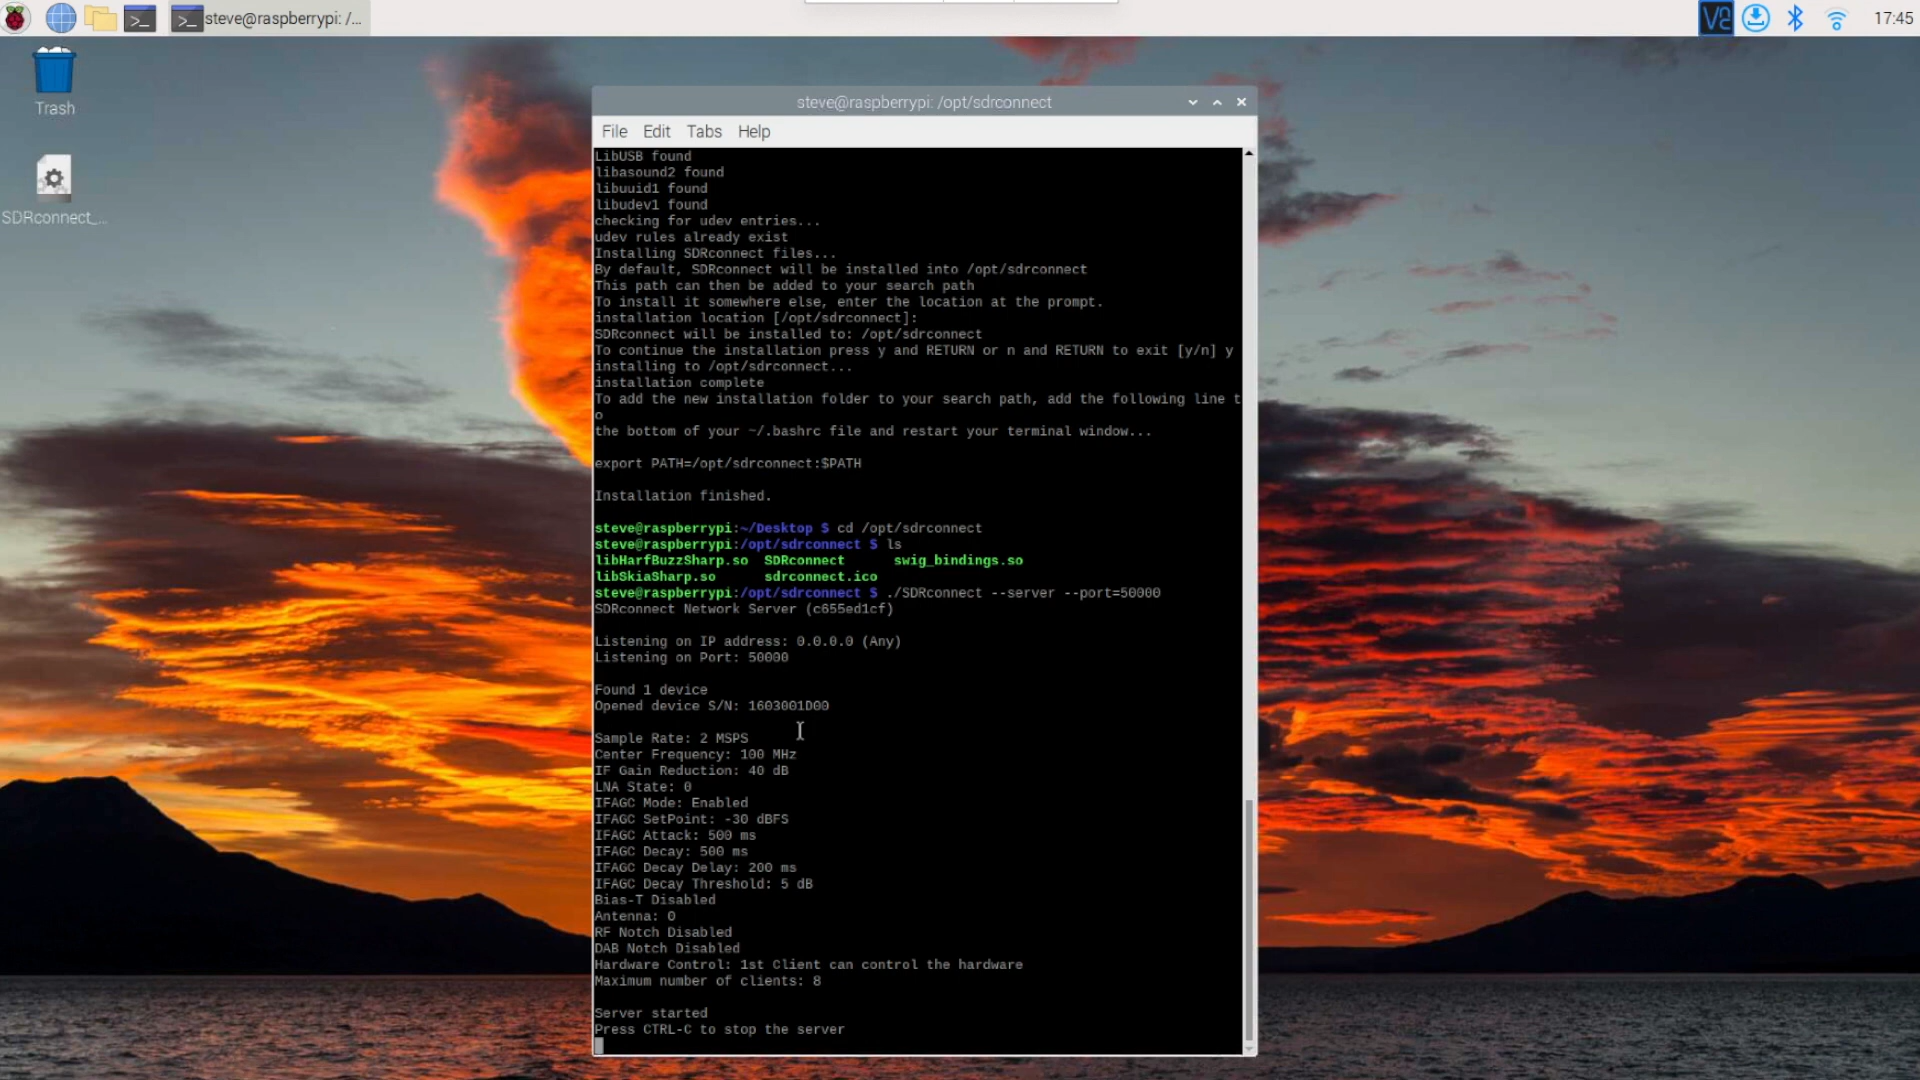 steve@raspberrypi: /...
17:45
Trash
SDRconnect_...
steve@raspberrypi: /opt/sdrconnect
File Edit Tabs Help
LibUSB found
libasound2 found
libuuid1 found
libudev1 found
checking for udev entries...
udev rules already exist
Installing SDRconnect files...
By default, SDRconnect will be installed into /opt/sdrconnect
This path can then be added to your search path
To install it somewhere else, enter the location at the prompt.
installation location [/opt/sdrconnect]:
SDRconnect will be installed to: /opt/sdrconnect
To continue the installation press y and RETURN or n and RETURN to exit [y/n] y
installing to /opt/sdrconnect...
installation complete
To add the new installation folder to your search path, add the following line t
o
the bottom of your ~/.bashrc file and restart your terminal window...
export PATH=/opt/sdrconnect:$PATH
Installation finished.
steve@raspberrypi:~/Desktop $ cd /opt/sdrconnect
steve@raspberrypi:/opt/sdrconnect $ ls
libHarfBuzzSharp.so SDRconnect swig_bindings.so
libSkiaSharp.so sdrconnect.ico
steve@raspberrypi:/opt/sdrconnect $ ./SDRconnect --server --port=50000
SDRconnect Network Server (c655ed1cf)
Listening on IP address: 0.0.0.0 (Any)
Listening on Port: 50000
Found 1 device
Opened device S/N: 1603001D00
Sample Rate: 2 MSPS
Center Frequency: 100 MHz
IF Gain Reduction: 40 dB
LNA State: 0
IFAGC Mode: Enabled
IFAGC SetPoint: -30 dBFS
IFAGC Attack: 500 ms
IFAGC Decay: 500 ms
IFAGC Decay Delay: 200 ms
IFAGC Decay Threshold: 5 dB
Bias-T Disabled
Antenna: 0
RF Notch Disabled
DAB Notch Disabled
Hardware Control: 1st Client can control the hardware
Maximum number of clients: 8
Server started
Press CTRL-C to stop the server